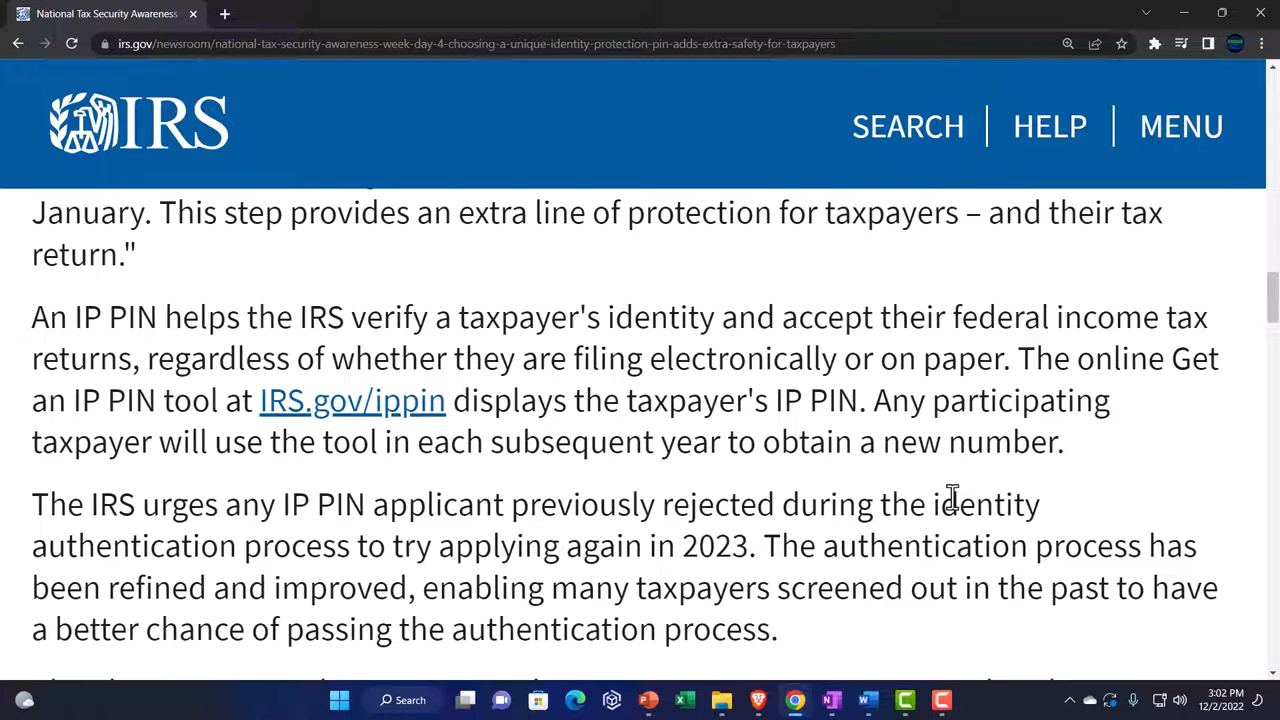 National Tax Security Awareness
irs.gov/newsroom/national-tax-security-awareness-week-day-4-choosing-a-unique-identity-protection-pin-adds-extra-safety-for-taxpayers
IRS
SEARCH
HELP
MENU
January. This step provides an extra line of protection for taxpayers – and their tax
return."
An IP PIN helps the IRS verify a taxpayer's identity and accept their federal income tax
returns, regardless of whether they are filing electronically or on paper. The online Get
an IP PIN tool at IRS.gov/ippin displays the taxpayer's IP PIN. Any participating
taxpayer will use the tool in each subsequent year to obtain a new number.
The IRS urges any IP PIN applicant previously rejected during the identity
authentication process to try applying again in 2023. The authentication process has
been refined and improved, enabling many taxpayers screened out in the past to have
a better chance of passing the authentication process.
Search
3:02 PM
12/2/2022